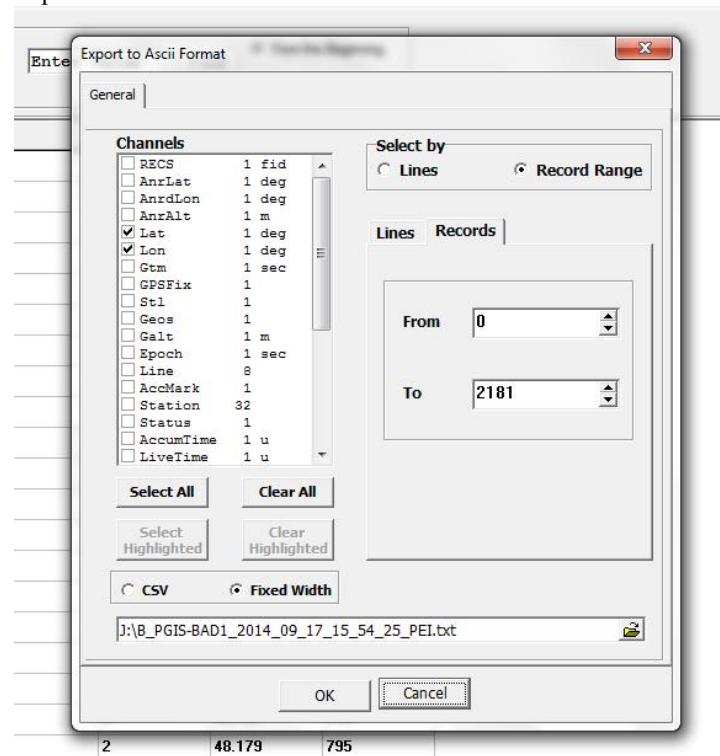 Ente
Export to Ascii Format
General
Channels
RECS 1 fid
AnrLat 1 deg
AnrdLon 1 deg
AnrAlt 1 m
Lat 1 deg
Lon 1 deg
Gtm 1 sec
GPSFix 1
Stl 1
Geos 1
Galt 1 m
Epoch 1 sec
Line 8
AccMark 1
Station 32
Status 1
AccumTime 1 u
LiveTime 1 u
Select All Clear All
Select Highlighted Clear Highlighted
CSV Fixed Width
Select by
Lines Record Range
Lines Records
From 0
To 2181
J:\B_PGIS-BAD1_2014_09_17_15_54_25_PEI.txt
OK Cancel
2 48.179 795